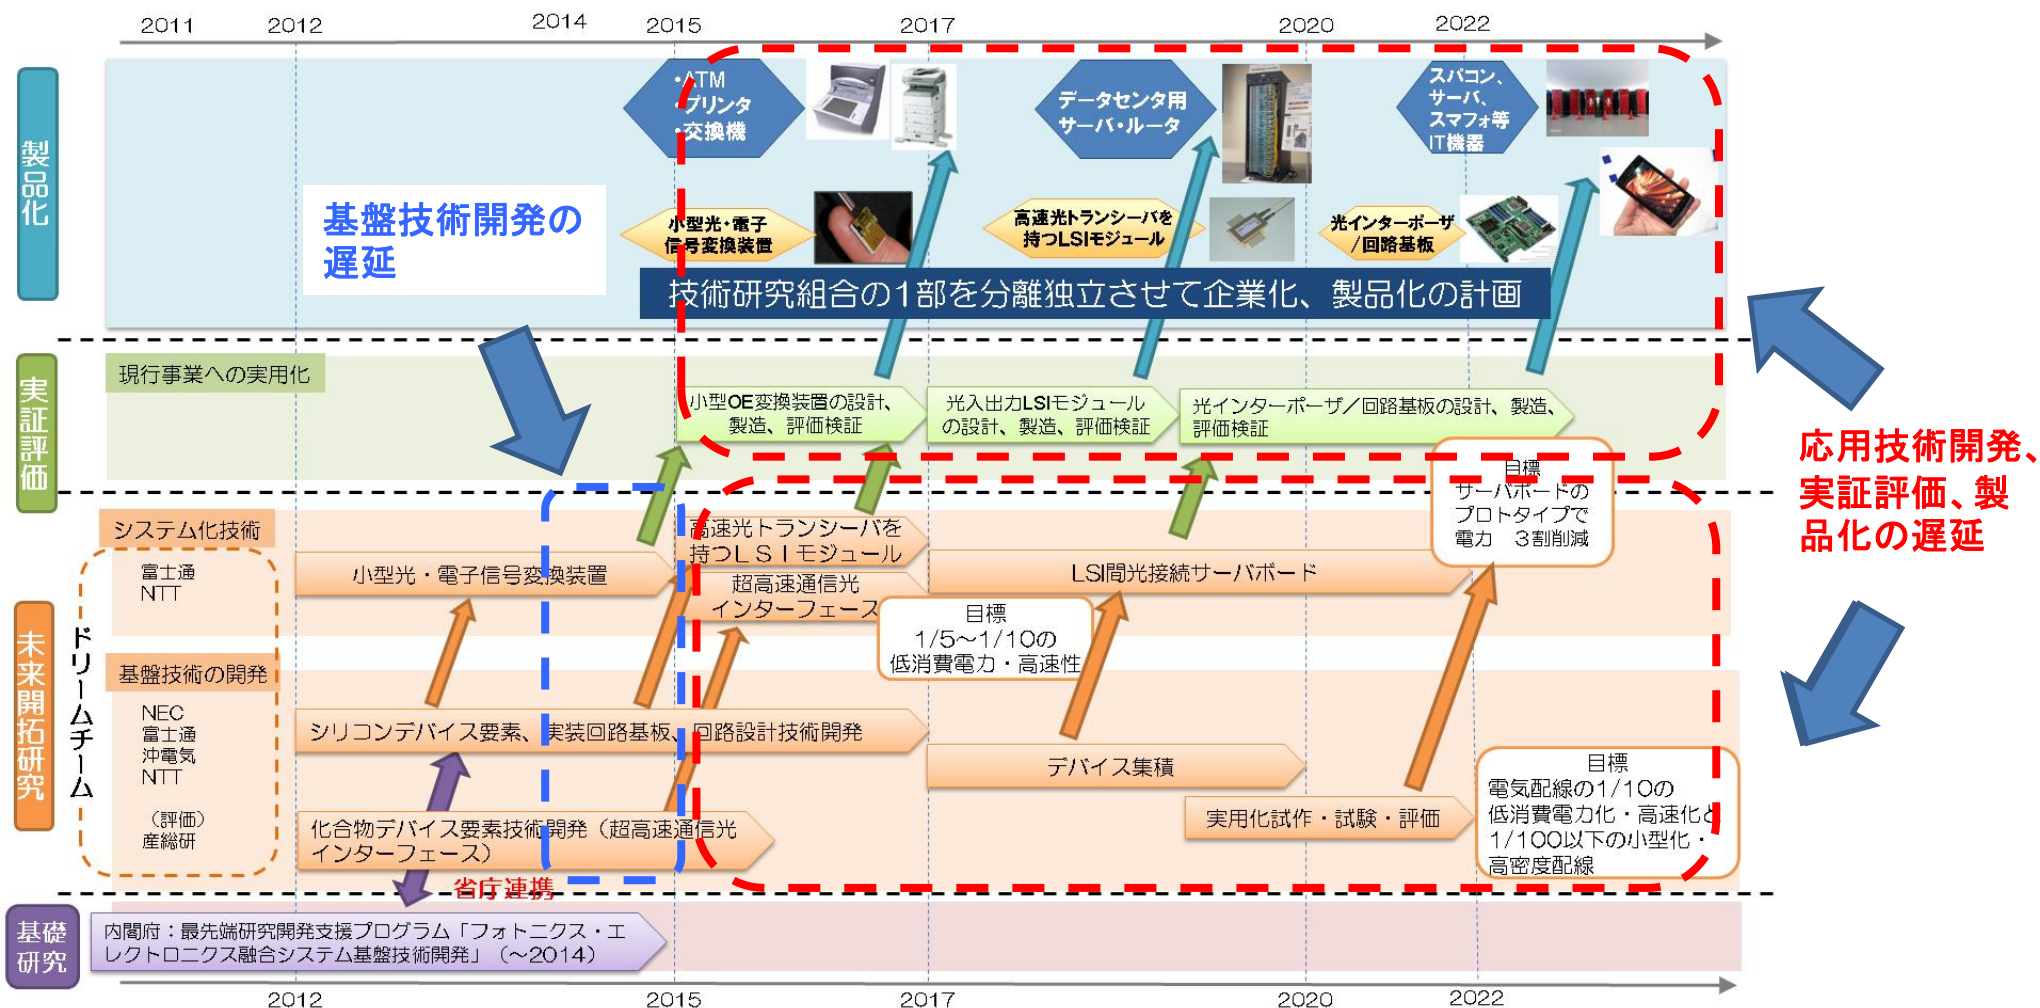 2011
2012
2014
2015
2017
2020
2022
製品化
・ATM
・プリンタ
・交換機
データセンタ用
サーバ・ルータ
スパコン、
サーバ、
スマフォ等
IT機器
基盤技術開発の
遅延
小型光・電子
信号変換装置
高速光トランシーバを
持つLSIモジュール
光インターポーザ
/回路基板
技術研究組合の1部を分離独立させて企業化、製品化の計画
実証評価
現行事業への実用化
小型OE変換装置の設計、
製造、評価検証
光入出力LSIモジュール
の設計、製造、評価検証
光インターポーザ／回路基板の設計、製造、
評価検証
応用技術開発、
実証評価、製
品化の遅延
目標
サーバボードの
プロトタイプで
電力　3割削減
未来開拓研究
ドリームチーム
システム化技術
富士通
NTT
小型光・電子信号変換装置
高速光トランシーバを
持つLSIモジュール
超高速通信光
インターフェース
LSI間光接続サーバボード
目標
1/5～1/10の
低消費電力・高速性
基盤技術の開発
NEC
富士通
沖電気
NTT
（評価）
産総研
シリコンデバイス要素、実装回路基板、回路設計技術開発
デバイス集積
実用化試作・試験・評価
化合物デバイス要素技術開発（超高速通信光
インターフェース）
目標
電気配線の1/10の
低消費電力化・高速化と
1/100以下の小型化・
高密度配線
省庁連携
基礎
研究
内閣府：最先端研究開発支援プログラム「フォトニクス・エ
レクトロニクス融合システム基盤技術開発」（～2014）
2012
2015
2017
2020
2022